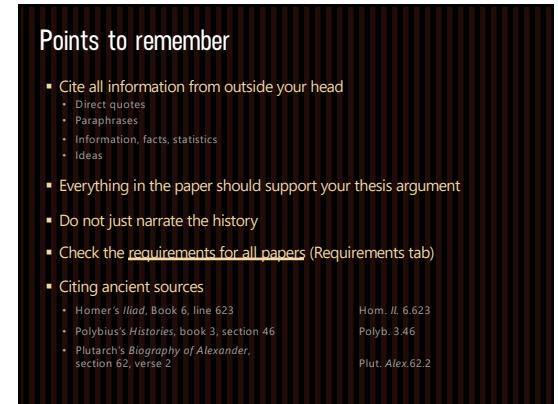 Points to remember
▪ Cite all information from outside your head
• Direct quotes
• Paraphrases
• Information, facts, statistics
• Ideas
▪ Everything in the paper should support your thesis argument
▪ Do not just narrate the history
▪ Check the requirements for all papers (Requirements tab)
▪ Citing ancient sources
• Homer's Iliad, Book 6, line 623 Hom. Il. 6.623
• Polybius's Histories, book 3, section 46 Polyb. 3.46
• Plutarch's Biography of Alexander,
section 62, verse 2 Plut. Alex.62.2